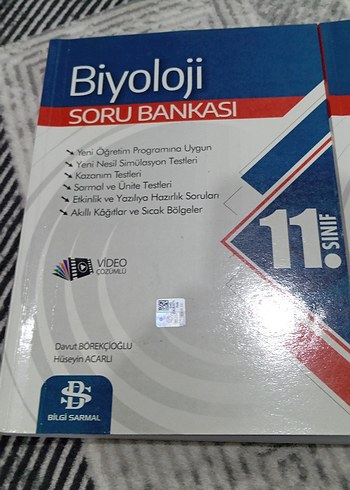 Biyoloji
SORU BANKASI
Yeni Öğretim Programına Uygun
Yeni Nesil Simülasyon Testleri
Kazanım Testleri
Sarmal ve Ünite Testleri
Etkinlik ve Yazılıya Hazırlık Soruları
Akıllı Kâğıtlar ve Sıcak Bölgeler
11.SINIF
VİDEO
ÇÖZÜMLÜ
Davut BÖREKÇİOĞLU
Hüseyin ACARLI
BS
BİLGİ SARMAL